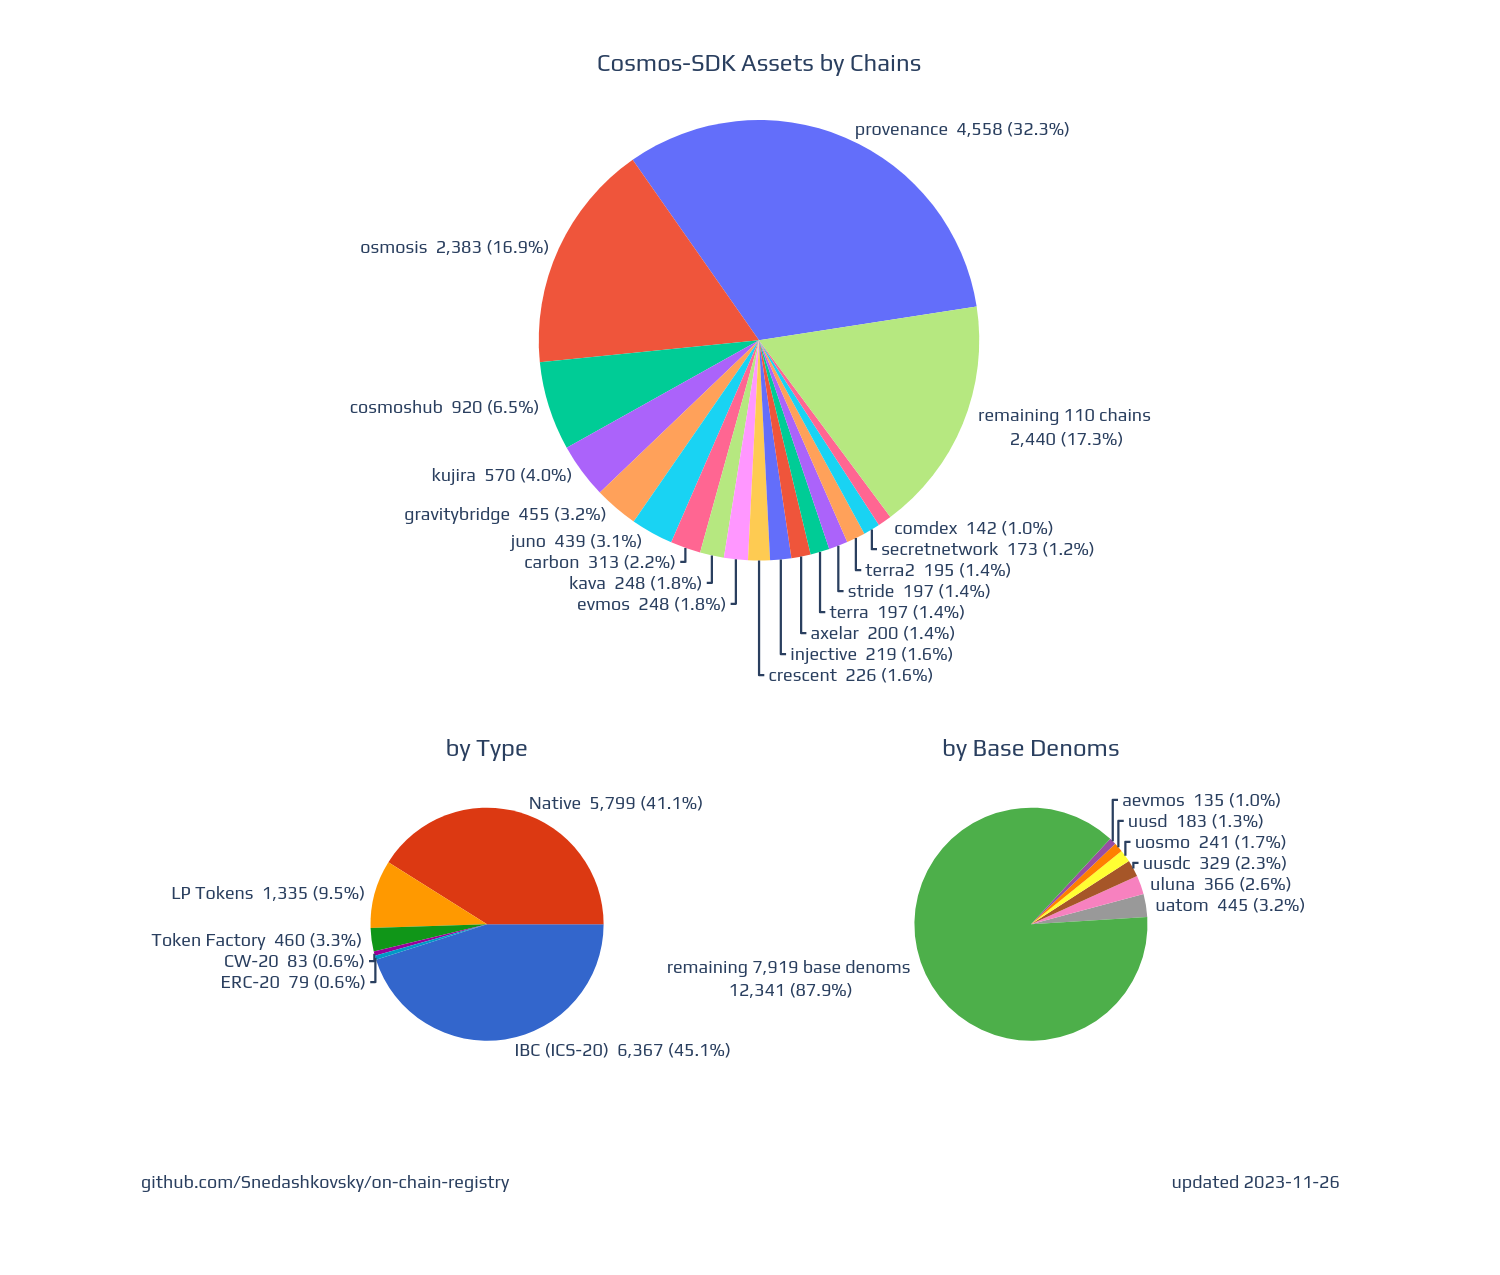 Cosmos-SDK Assets by Chains
provenance 4,558 (32.3%)
osmosis 2,383 (16.9%)
cosmoshub 920 (6.5%)
remaining 110 chains
2,440 (17.3%)
kujira 570 (4.0%)
gravitybridge 455 (3.2%)
comdex 142 (1.0%)
juno 439 (3.1%)
secretnetwork 173 (1.2%)
carbon 313 (2.2%)
terra2 195 (1.4%)
kava 248 (1.8%)
stride 197 (1.4%)
evmos 248 (1.8%)
terra 197 (1.4%)
axelar 200 (1.4%)
injective 219 (1.6%)
crescent 226 (1.6%)
by Type
Native 5,799 (41.1%)
LP Tokens 1,335 (9.5%)
Token Factory 460 (3.3%)
CW-20 83 (0.6%)
ERC-20 79 (0.6%)
IBC (ICS-20) 6,367 (45.1%)
by Base Denoms
aevmos 135 (1.0%)
uusd 183 (1.3%)
uosmo 241 (1.7%)
uusdc 329 (2.3%)
uluna 366 (2.6%)
uatom 445 (3.2%)
remaining 7,919 base denoms
12,341 (87.9%)
github.com/Snedashkovsky/on-chain-registry
updated 2023-11-26